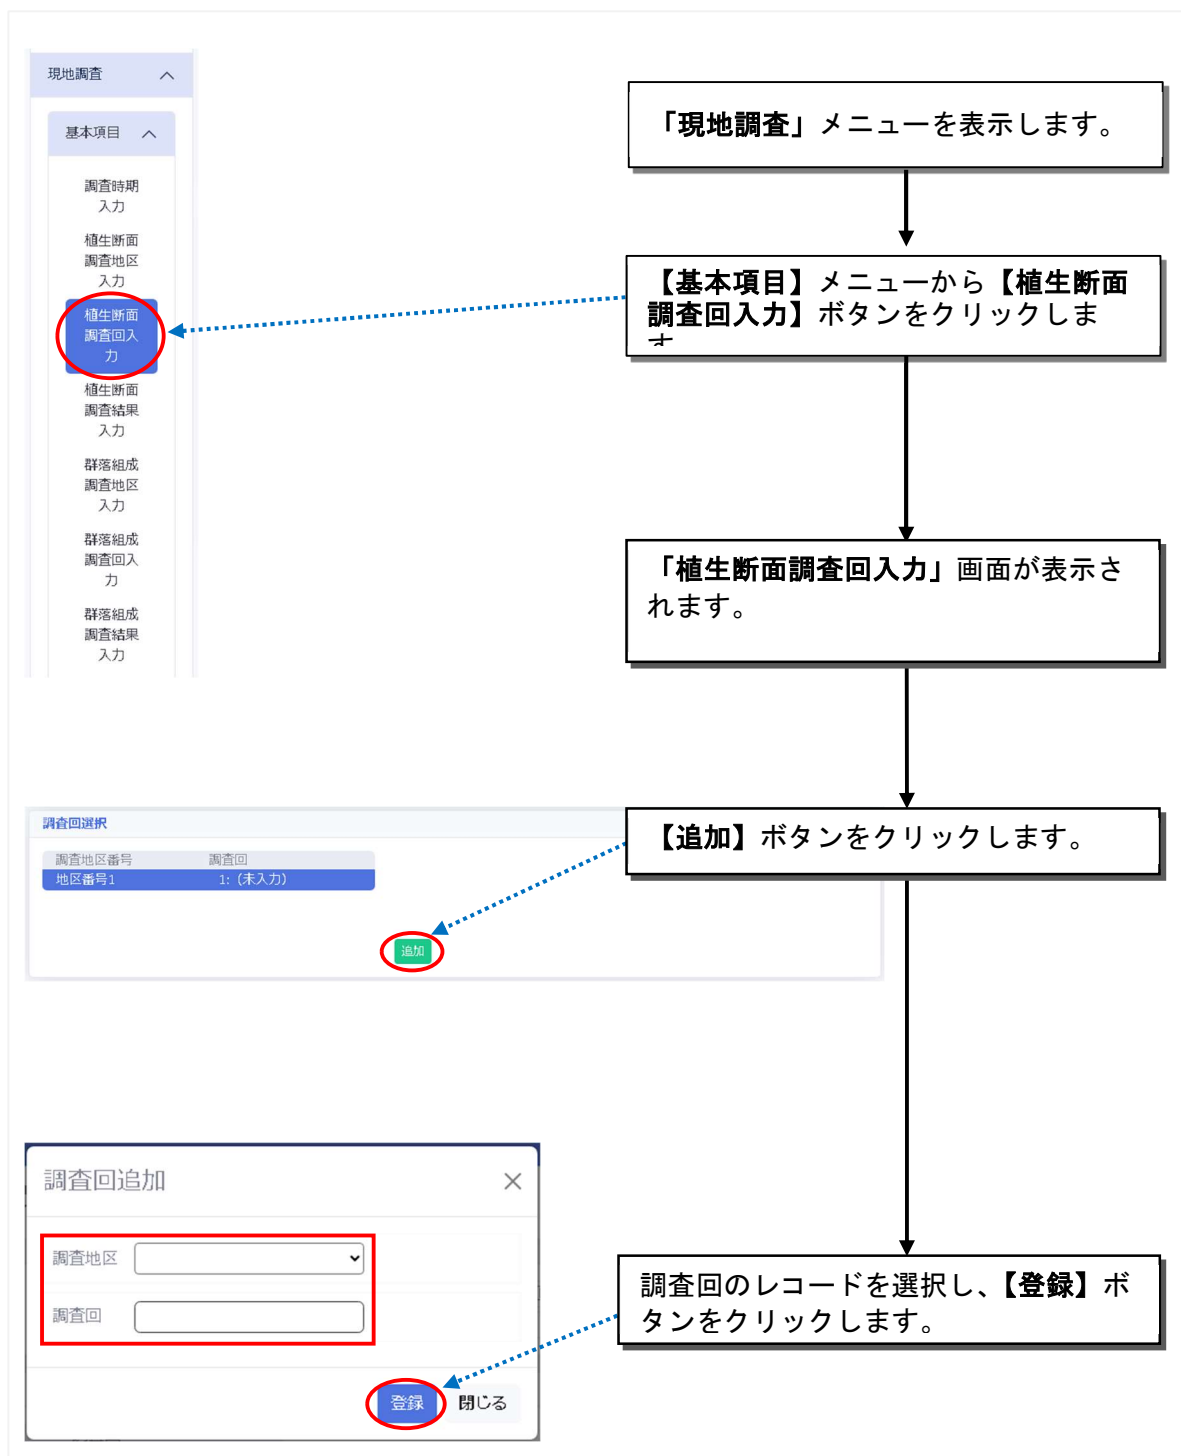 現地調査
基本項目
調査時期
入力
植生断面
調査地区
入力
植生断面
調査回入
力
植生断面
調査結果
入力
群落組成
調査地区
入力
群落組成
調査回入
力
群落組成
調査結果
入力
「現地調査」メニューを表示します。
【基本項目】メニューから【植生断面
調査回入力】ボタンをクリックしま
す
「植生断面調査回入力」画面が表示さ
れます。
調査回選択
調査地区番号 調査回
地区番号1 1: (未入力)
追加
【追加】ボタンをクリックします。
調査回追加
調査地区
調査回
登録 閉じる
調査回のレコードを選択し、【登録】ボ
タンをクリックします。